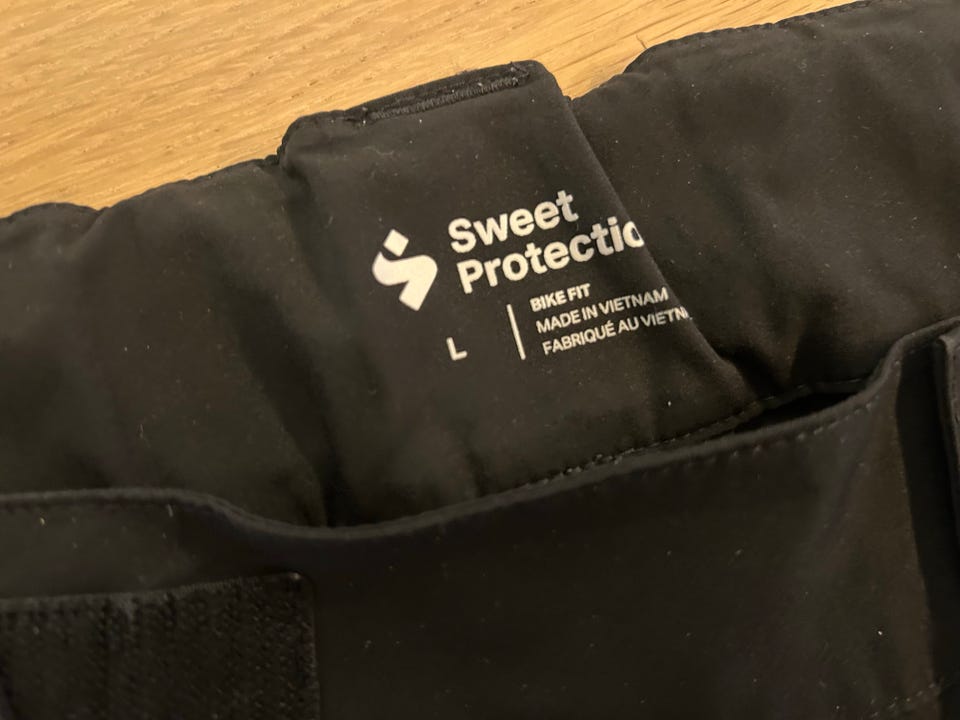 Sweet
Protectio
L
BIKE FIT
MADE IN VIETNAM
FABRIQUÉ AU VIETN